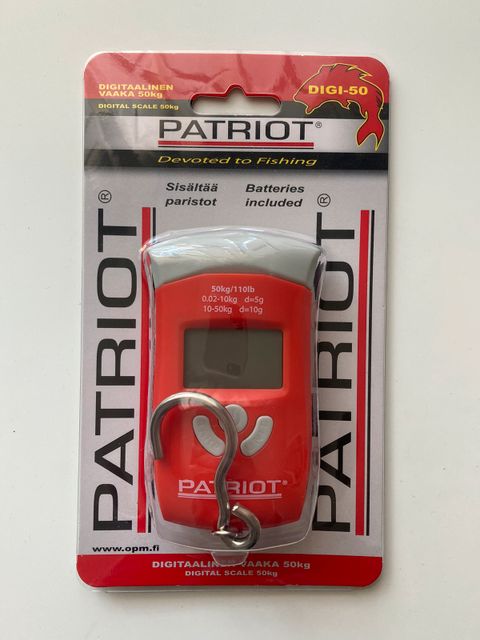 DIGITAALINEN
VAAKA 50kg
DIGITAL SCALE 50kg
DIGI-50
PATRIOT®
Devoted to Fishing
Sisältää
paristot
Batteries
included
PATRIOT®
PATRIOT®
50kg/110lb
0.02-10kg d=5g
10-50kg d=10g
PATRIOT®
www.opm.fi
DIGITAALINEN VAAKA 50kg
DIGITAL SCALE 50kg